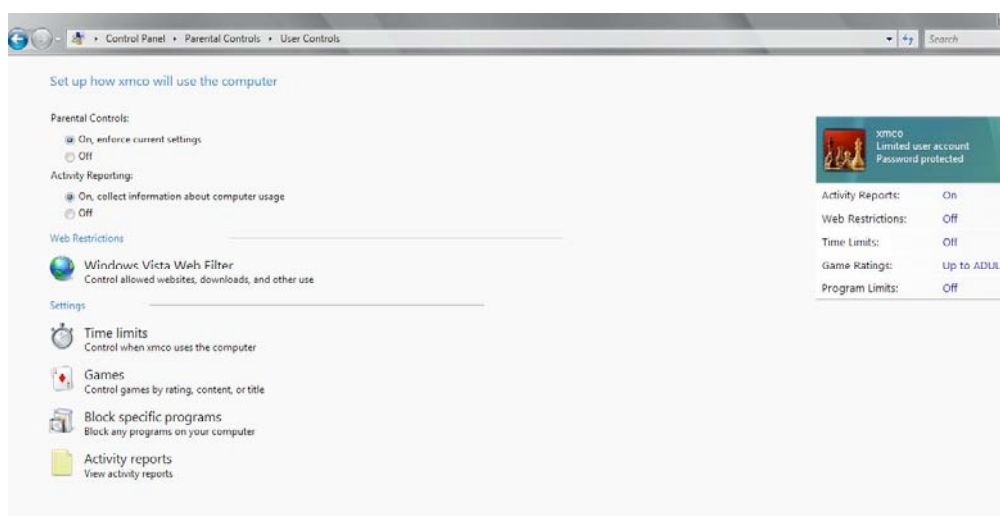 Control Panel ▸ Parental Controls ▸ User Controls
Search
Set up how xmco will use the computer
Parental Controls:
On, enforce current settings
Off
Activity Reporting:
On, collect information about computer usage
Off
Web Restrictions
Windows Vista Web Filter
Control allowed websites, downloads, and other use
Settings
Time limits
Control when xmco uses the computer
Games
Control games by rating, content, or title
Block specific programs
Block any programs on your computer
Activity reports
View activity reports
xmco
Limited user account
Password protected
Activity Reports: On
Web Restrictions: Off
Time Limits: Off
Game Ratings: Up to ADUL
Program Limits: Off